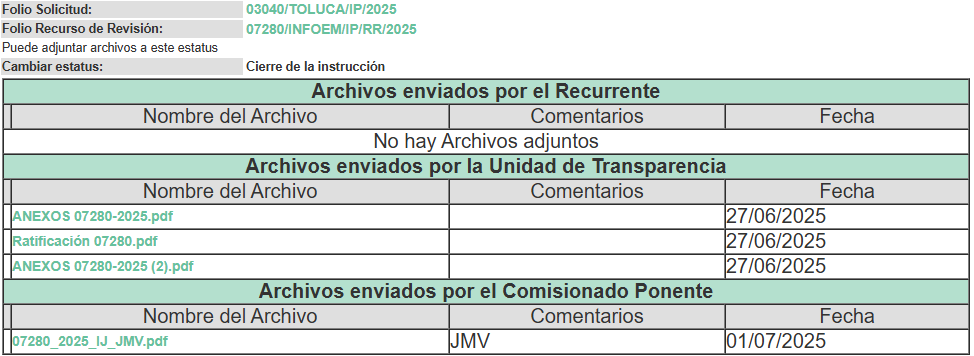 Folio Solicitud: 03040/TOLUCA/IP/2025
Folio Recurso de Revisión: 07280/INFOEM/IP/RR/2025
Puede adjuntar archivos a este estatus
Cambiar estatus: Cierre de la instrucción
Archivos enviados por el Recurrente
Nombre del Archivo Comentarios Fecha
No hay Archivos adjuntos
Archivos enviados por la Unidad de Transparencia
Nombre del Archivo Comentarios Fecha
ANEXOS 07280-2025.pdf 27/06/2025
Ratificación 07280.pdf 27/06/2025
ANEXOS 07280-2025 (2).pdf 27/06/2025
Archivos enviados por el Comisionado Ponente
Nombre del Archivo Comentarios Fecha
07280_2025_IJ_JMV.pdf JMV 01/07/2025